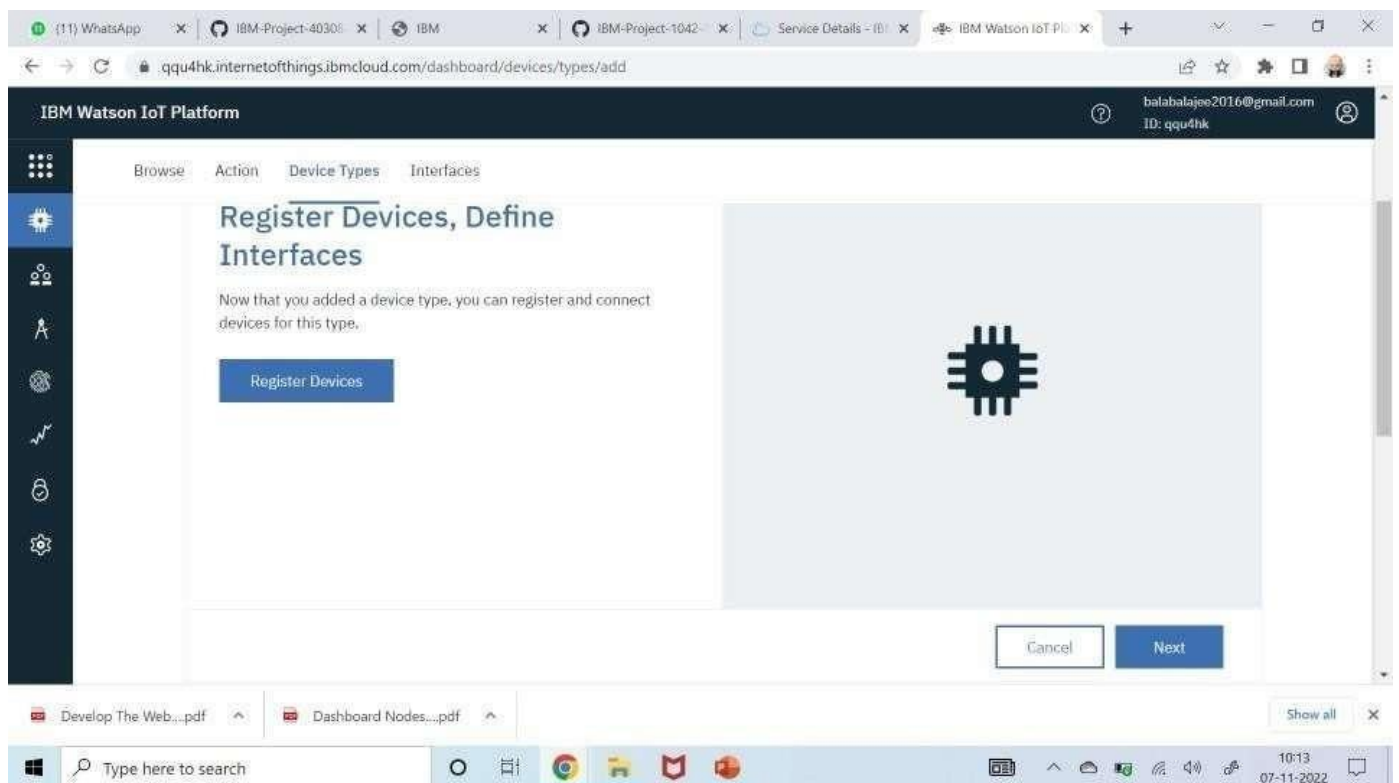 (11) WhatsApp
IBM-Project-40308
IBM
IBM-Project-1042-
Service Details - IB
IBM Watson IoT Pl
qqu4hk.internetofthings.ibmcloud.com/dashboard/devices/types/add
IBM Watson IoT Platform
balabalajee2016@gmail.com
ID: qqu4hk
Browse Action Device Types Interfaces
Register Devices, Define
Interfaces
Now that you added a device type, you can register and connect
devices for this type.
Register Devices
Cancel
Next
Develop The Web....pdf
Dashboard Nodes....pdf
Show all
Type here to search
10:13
07-11-2022